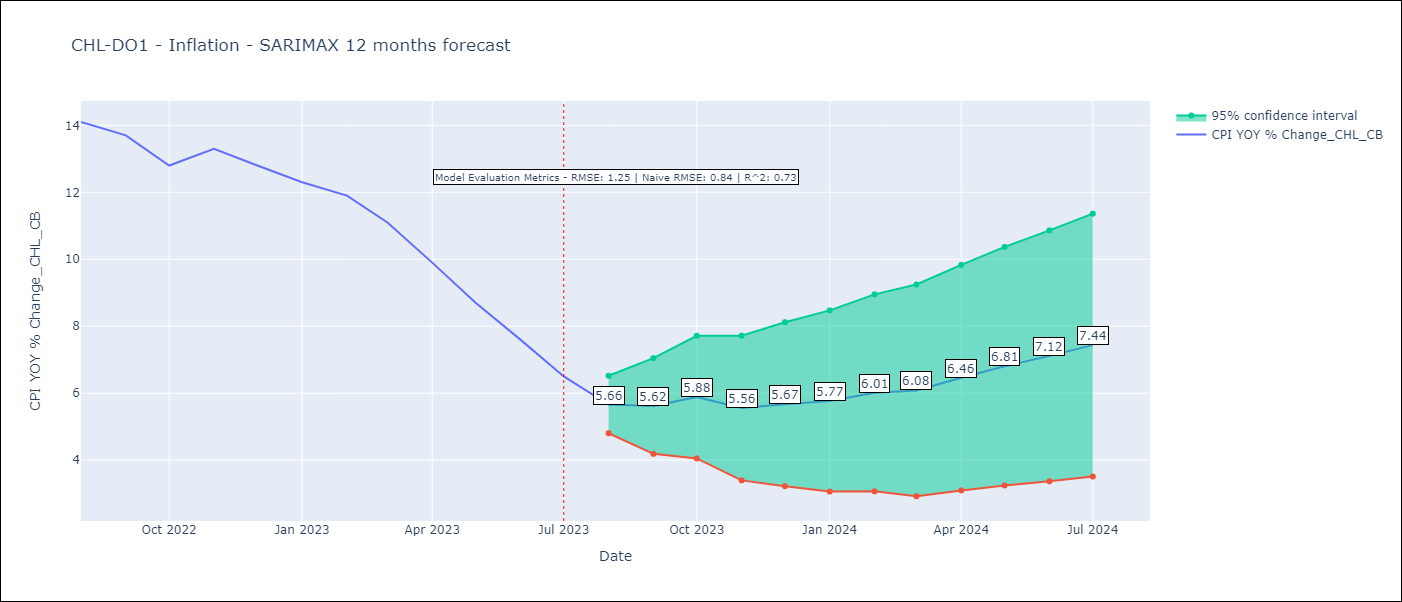 CHL-DO1 - Inflation - SARIMAX 12 months forecast
95% confidence interval
CPI YOY % Change_CHL_CB
Model Evaluation Metrics - RMSE: 1.25 | Naive RMSE: 0.84 | R^2: 0.73
CPI YOY % Change_CHL_CB
14
12
10
8
6
4
5.66
5.62
5.88
5.56
5.67
5.77
6.01
6.08
6.46
6.81
7.12
7.44
Oct 2022
Jan 2023
Apr 2023
Jul 2023
Oct 2023
Jan 2024
Apr 2024
Jul 2024
Date